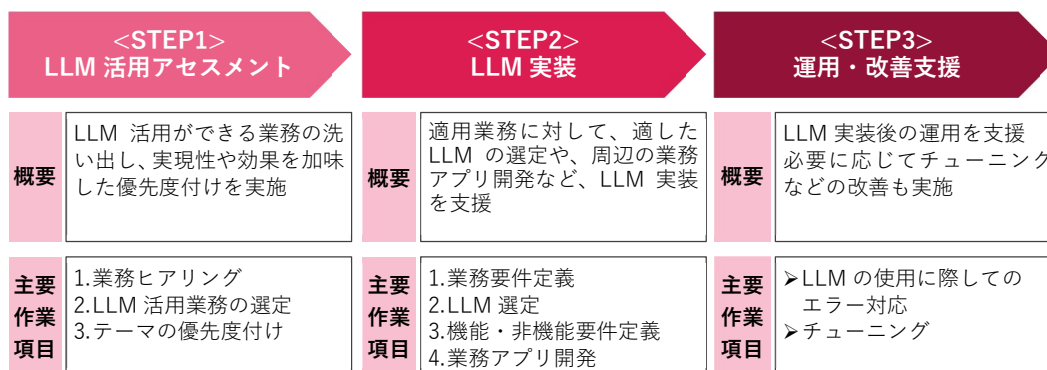 <STEP1>
LLM 活用アセスメント
概要
LLM 活用ができる業務の洗
い出し、実現性や効果を加味
した優先度付けを実施
主要
作業
項目
1.業務ヒアリング
2.LLM 活用業務の選定
3.テーマの優先度付け
<STEP2>
LLM 実装
概要
適用業務に対して、適した
LLM の選定や、周辺の業務
アプリ開発など、LLM 実装
を支援
主要
作業
項目
1.業務要件定義
2.LLM 選定
3.機能・非機能要件定義
4.業務アプリ開発
<STEP3>
運用・改善支援
概要
LLM 実装後の運用を支援
必要に応じてチューニング
などの改善も実施
主要
作業
項目
➢LLM の使用に際しての
エラー対応
➢チューニング